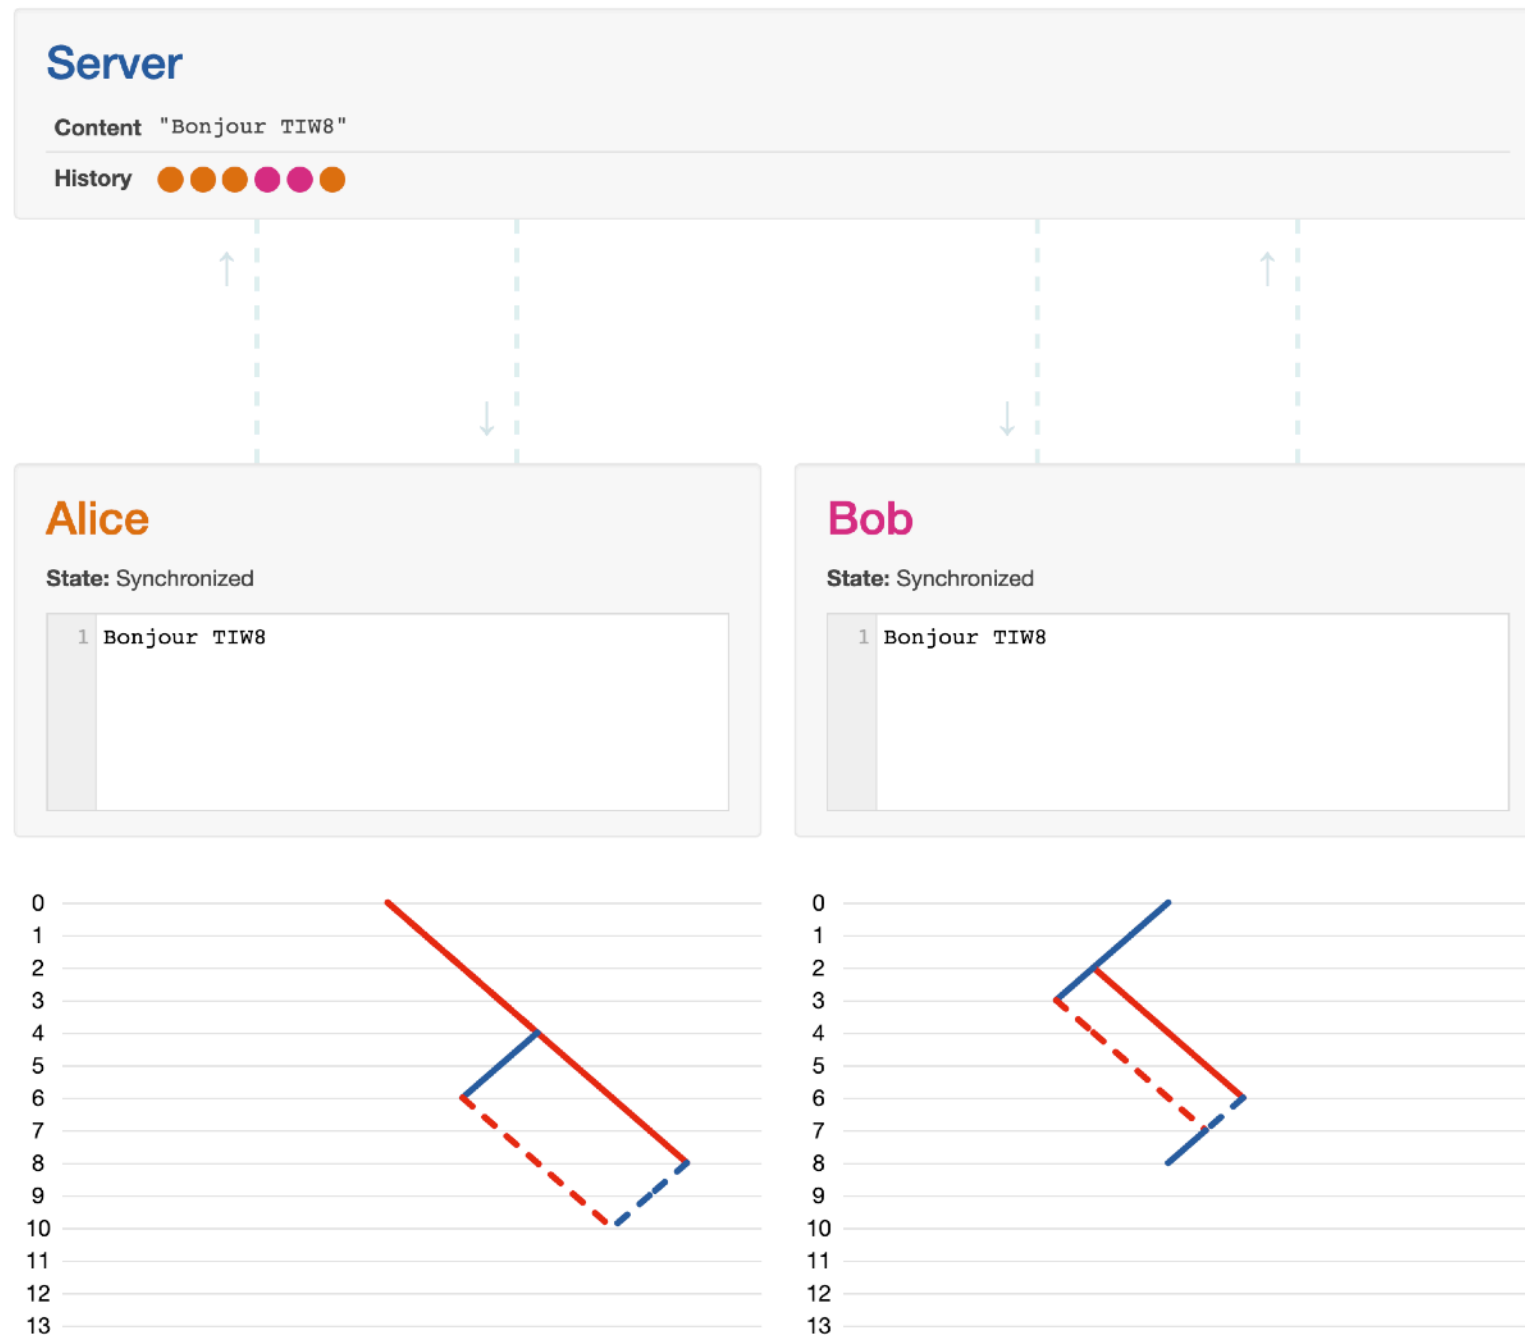 Server
Content "Bonjour TIW8"
History
↑ ↓ ↓ ↑
Alice
State: Synchronized
1 Bonjour TIW8
Bob
State: Synchronized
1 Bonjour TIW8
0
1
2
3
4
5
6
7
8
9
10
11
12
13
0
1
2
3
4
5
6
7
8
9
10
11
12
13